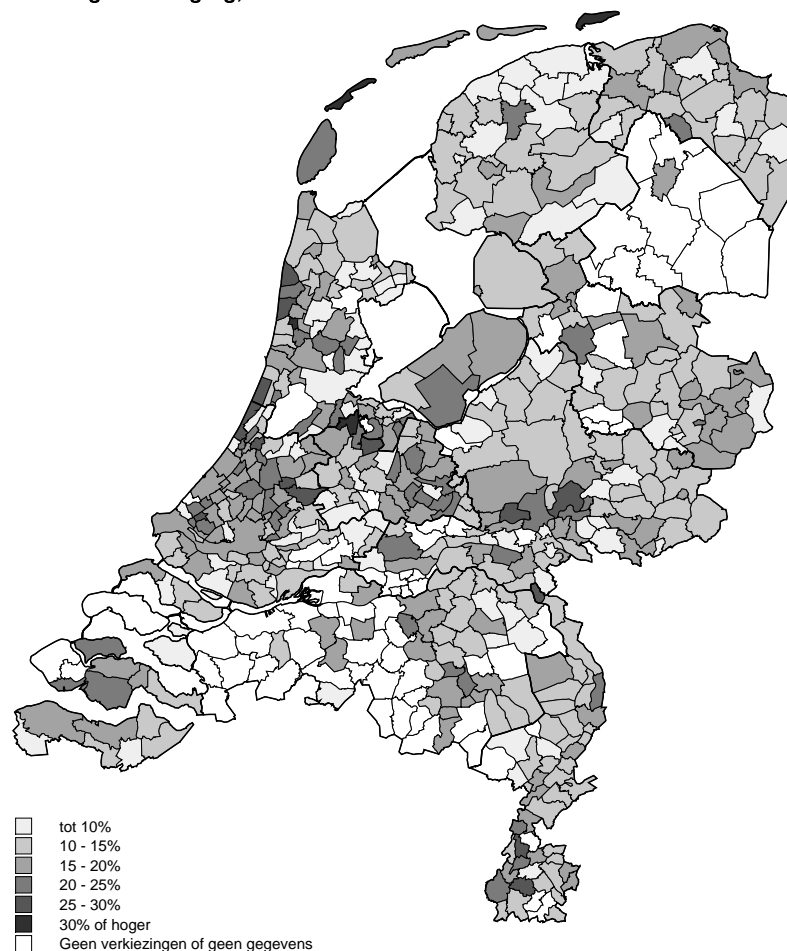 tot 10%
10 - 15%
15 - 20%
20 - 25%
25 - 30%
30% of hoger
Geen verkiezingen of geen gegevens